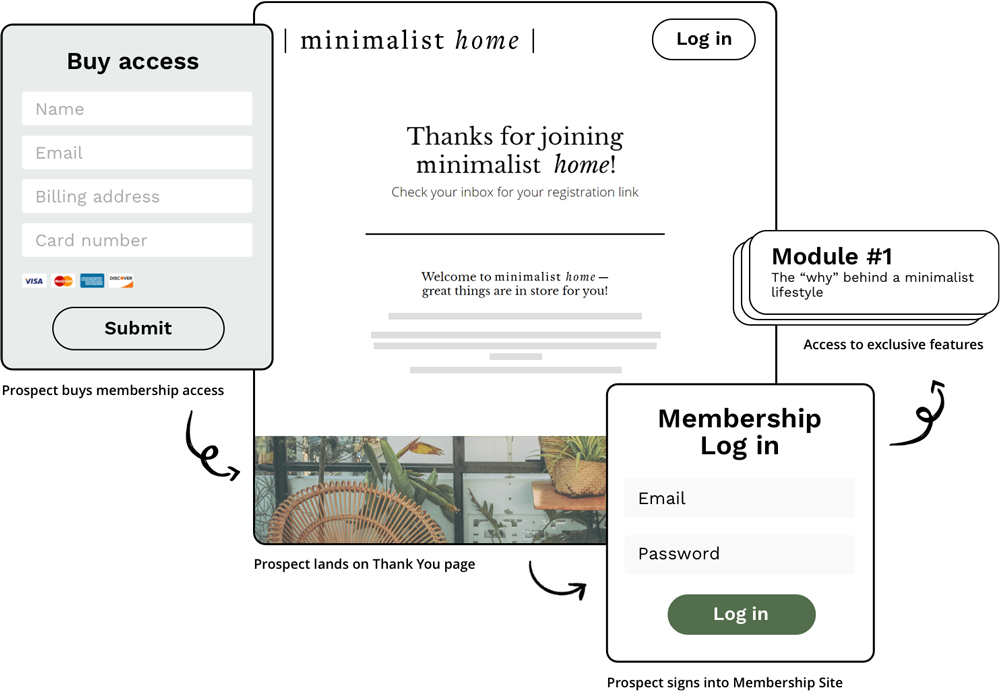 Buy access
Name
Email
Billing address
Card number
VISA
MasterCard
DISCOVER
Submit
Prospect buys membership access
| minimalist home |
Log in
Thanks for joining
minimalist home!
Check your inbox for your registration link
Welcome to minimalist home —
great things are in store for you!
Prospect lands on Thank You page
Membership
Log in
Email
Password
Log in
Prospect signs into Membership Site
Module #1
The “why” behind a minimalist
lifestyle
Access to exclusive features